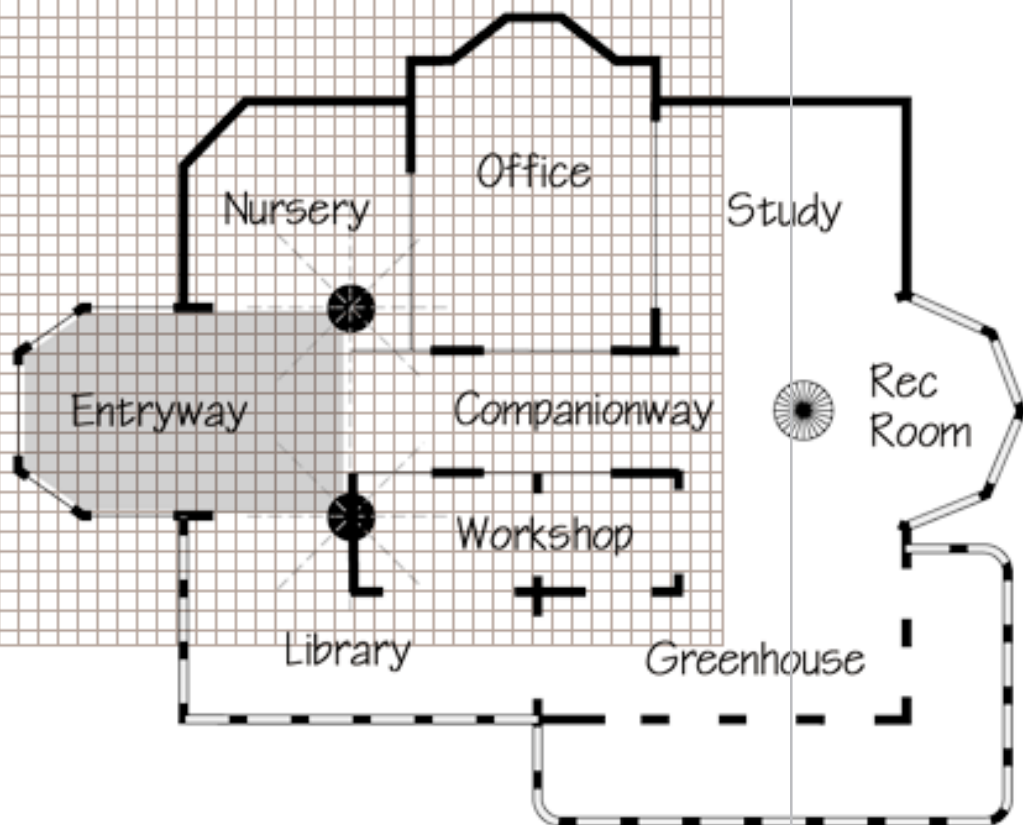 Office
Nursery
Study
Entryway
Companionway
Rec
Room
Workshop
Library
Greenhouse